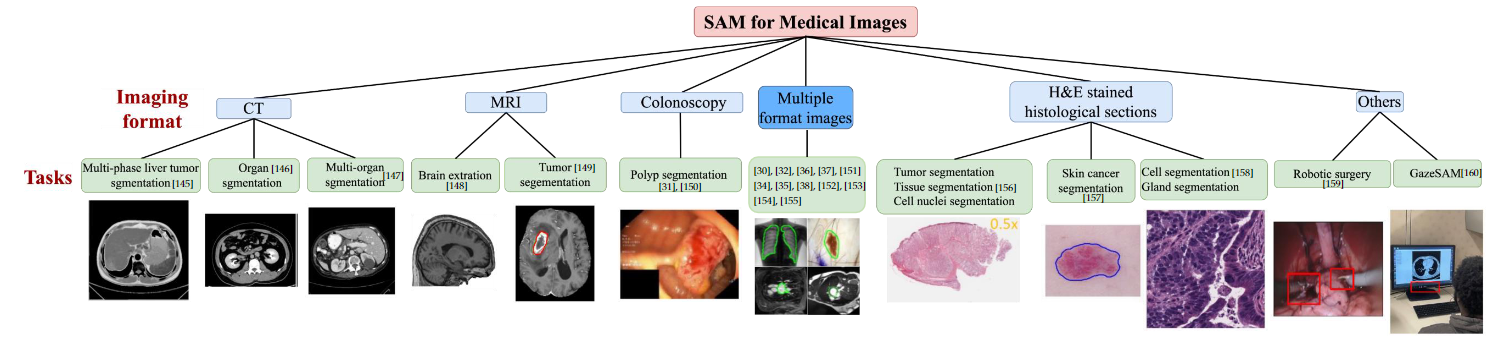 SAM for Medical Images
Imaging
format
CT
MRI
Colonoscopy
Multiple
format images
H&E stained
histological sections
Others
Tasks
Multi-phase liver tumor
sgmentation [145]
Organ [146]
sgmentation
Multi-organ
sgmentation [147]
Brain extration
[148]
Tumor [149]
segementation
Polyp segmentation
[31], [150]
[30], [32], [36], [37], [151]
[34], [35], [38], [152], [153]
[154], [155]
Tumor segmentation
Tissue segmentation [156]
Cell nuclei segmentation
Skin cancer
segmentation
[157]
Cell segmentation [158]
Gland segmentation
Robotic surgery
[159]
GazeSAM[160]
0.5x